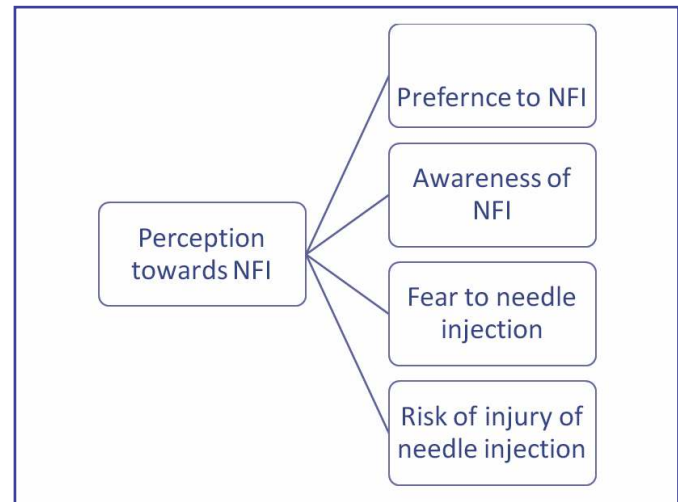 Perception
towards NFI
Prefernce to NFI
Awareness of
NFI
Fear to needle
injection
Risk of injury of
needle injection